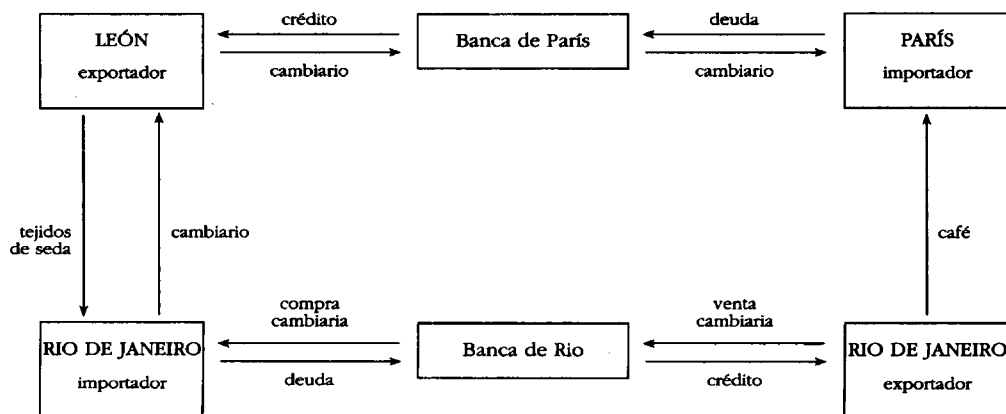 crédito
deuda
LEÓN
exportador
Banca de París
PARÍS
importador
cambiario
cambiario
tejidos
de seda
cambiario
café
compra
cambiaria
venta
cambiaria
RIO DE JANEIRO
importador
Banca de Rio
RIO DE JANEIRO
exportador
deuda
crédito